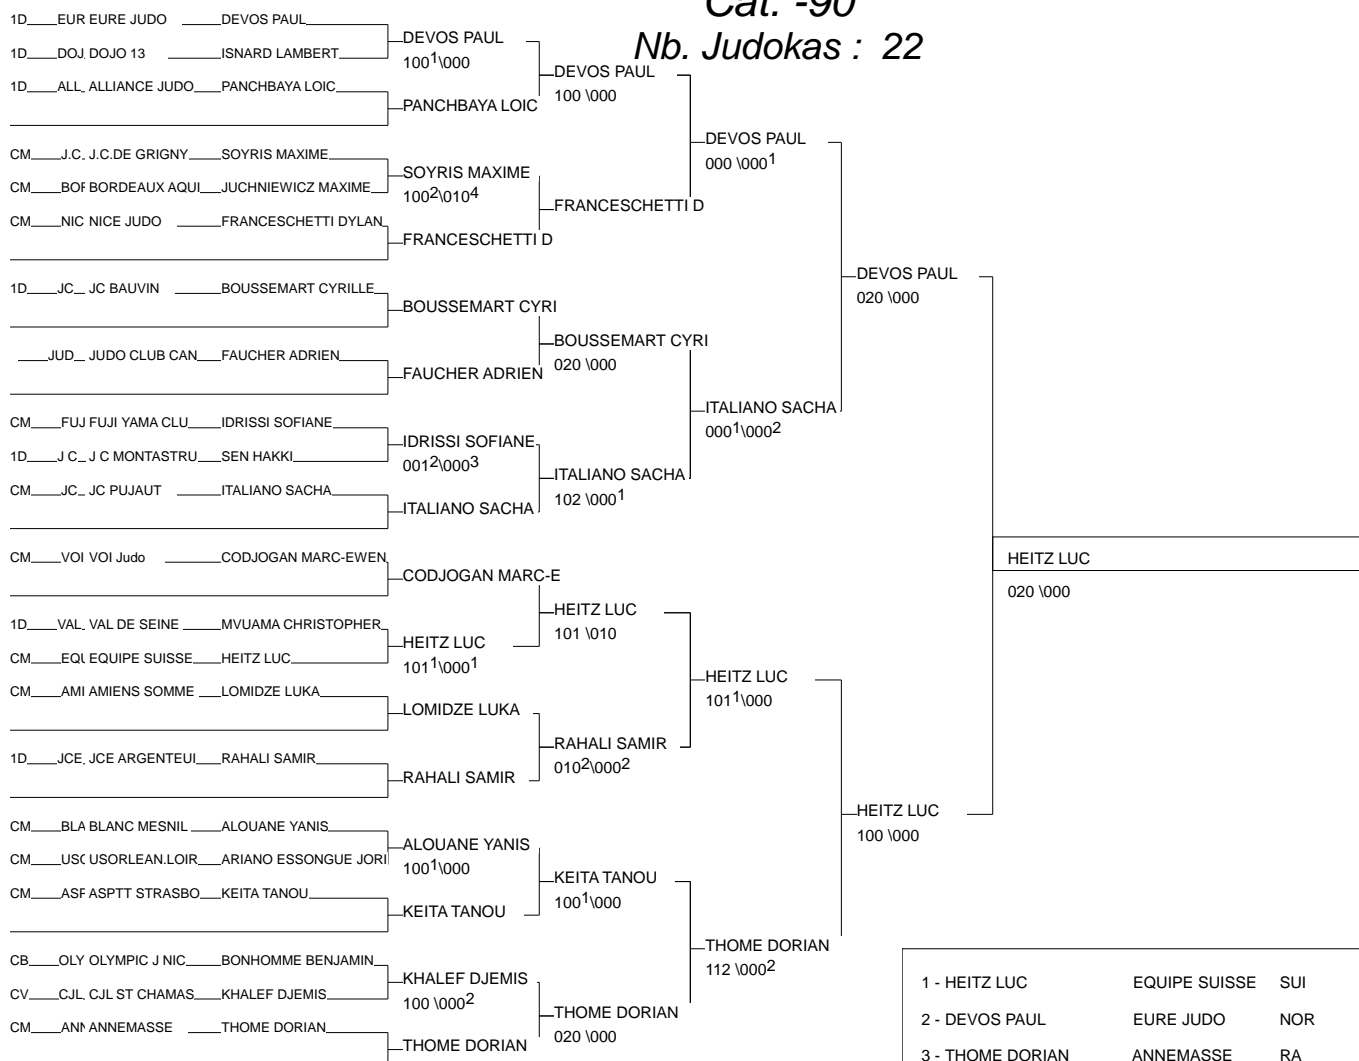 Cat. -90
Nb. Judokas : 22
1D EUR EURE JUDO DEVOS PAUL
1D DOJ DOJO 13 ISNARD LAMBERT
1D ALL ALLIANCE JUDO PANCHBAYA LOIC
CM J.C. J.C.DE GRIGNY SOYRIS MAXIME
CM BOR BORDEAUX AQUI JUCHNIEWICZ MAXIME
CM NIC NICE JUDO FRANCESCHETTI DYLAN
1D JC JC BAUVIN BOUSSEMART CYRILLE
JUD JUDO CLUB CAN FAUCHER ADRIEN
CM FUJ FUJI YAMA CLU IDRISSI SOFIANE
1D J C J C MONTASTRU SEN HAKKI
CM JC JC PUJAUT ITALIANO SACHA
CM VOI VOI Judo CODJOGAN MARC-EWEN
1D VAL VAL DE SEINE MVUAMA CHRISTOPHER
CM EQU EQUIPE SUISSE HEITZ LUC
CM AMI AMIENS SOMME LOMIDZE LUKA
1D JCE JCE ARGENTEUI RAHALI SAMIR
CM BLA BLANC MESNIL ALOUANE YANIS
CM USO USORLEAN.LOIR ARIANO ESSONGUE JORI
CM ASP ASPTT STRASBO KEITA TANOU
CB OLY OLYMPIC J NIC BONHOMME BENJAMIN
CV CJL CJL ST CHAMAS KHALEF DJEMIS
CM ANN ANNEMASSE THOME DORIAN
DEVOS PAUL
100¹\000
PANCHBAYA LOIC
SOYRIS MAXIME
100²\010⁴
FRANCESCHETTI D
BOUSSEMART CYRI
FAUCHER ADRIEN
IDRISSI SOFIANE
001²\000³
ITALIANO SACHA
CODJOGAN MARC-E
HEITZ LUC
101¹\000¹
LOMIDZE LUKA
RAHALI SAMIR
ALOUANE YANIS
100¹\000
KEITA TANOU
KHALEF DJEMIS
100 \000²
THOME DORIAN
DEVOS PAUL
100 \000
FRANCESCHETTI D
BOUSSEMART CYRI
020 \000
ITALIANO SACHA
102 \000¹
HEITZ LUC
101 \010
RAHALI SAMIR
010²\000²
KEITA TANOU
100¹\000
THOME DORIAN
020 \000
DEVOS PAUL
000 \000¹
ITALIANO SACHA
000¹\000²
HEITZ LUC
101¹\000
THOME DORIAN
112 \000²
DEVOS PAUL
020 \000
HEITZ LUC
100 \000
HEITZ LUC
020 \000
1 - HEITZ LUC EQUIPE SUISSE SUI
2 - DEVOS PAUL EURE JUDO NOR
3 - THOME DORIAN ANNEMASSE RA